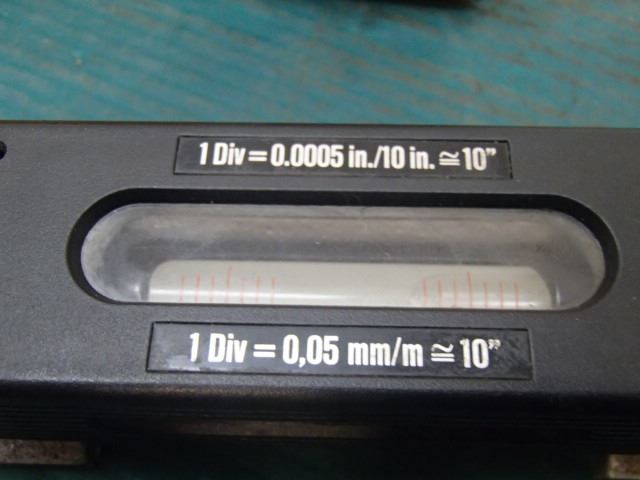 1 Div = 0.0005 in./10 in. ≅ 10"
1 Div = 0,05 mm/m ≅ 10"